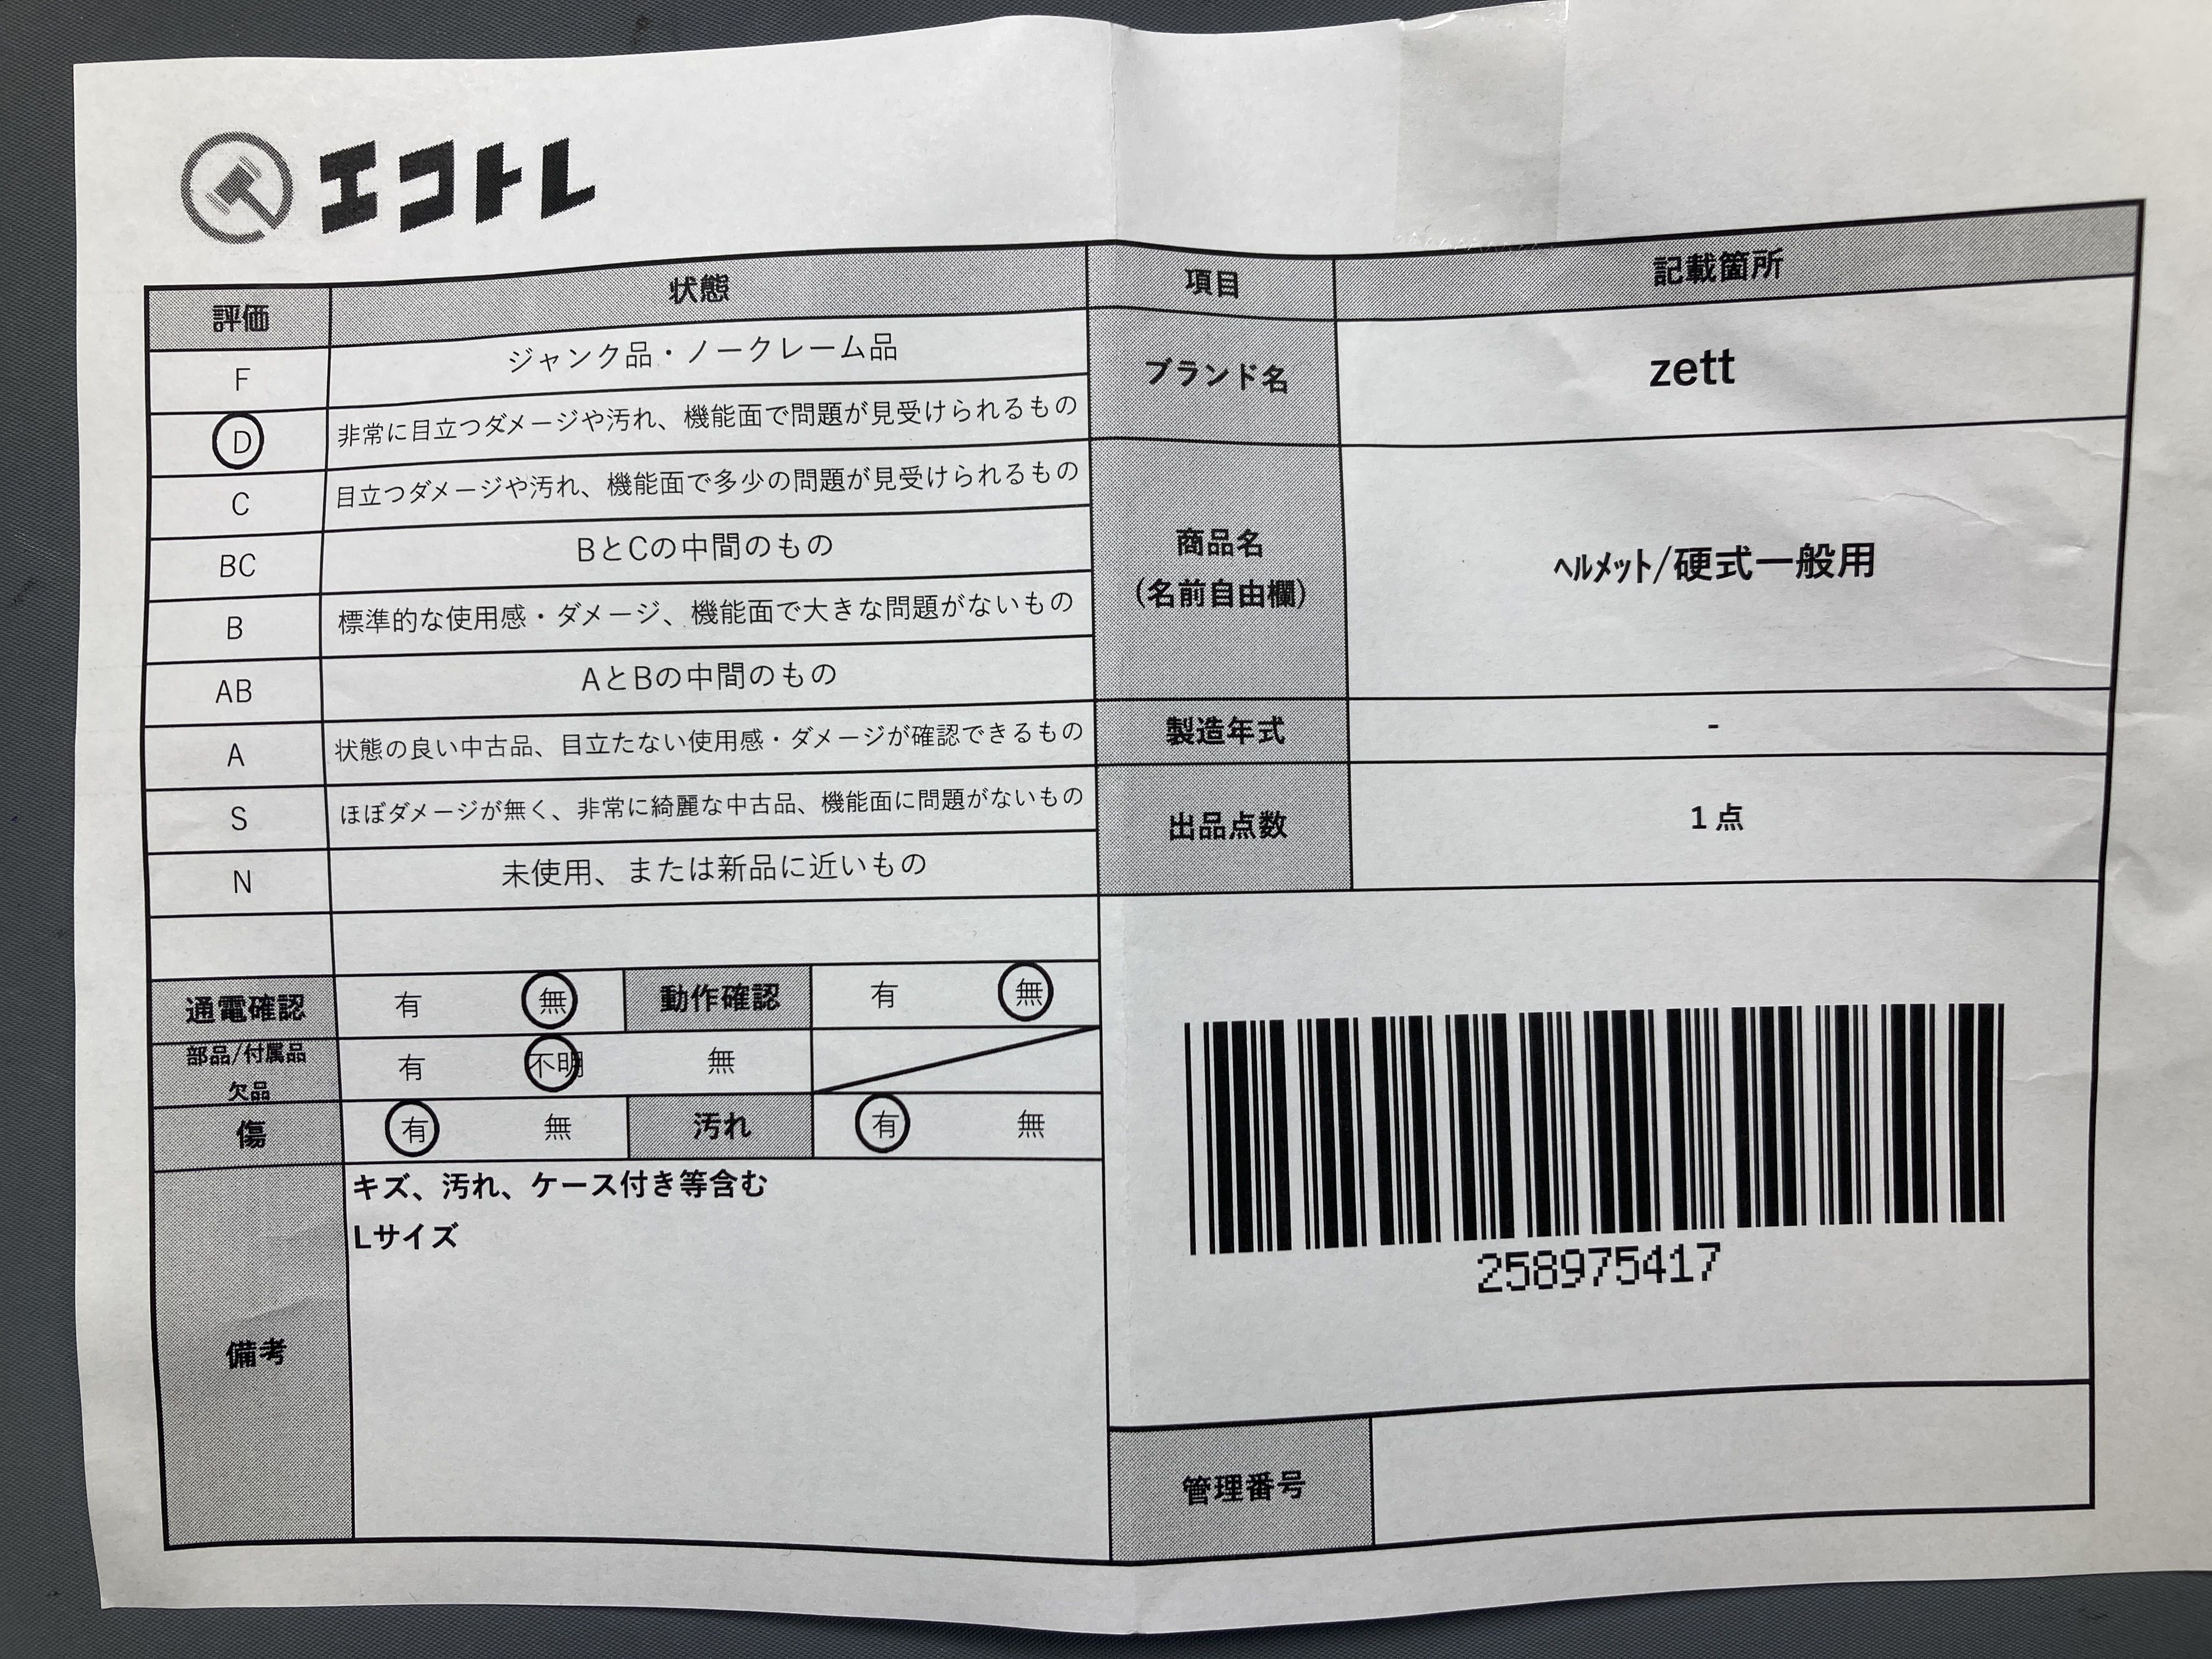 エコトレ
評価 状態 項目 記載箇所
F ジャンク品・ノークレーム品
D 非常に目立つダメージや汚れ、機能面で問題が見受けられるもの
C 目立つダメージや汚れ、機能面で多少の問題が見受けられるもの
BC BとCの中間のもの
B 標準的な使用感・ダメージ、機能面で大きな問題がないもの
AB AとBの中間のもの
A 状態の良い中古品、目立たない使用感・ダメージが確認できるもの
S ほぼダメージが無く、非常に綺麗な中古品、機能面に問題がないもの
N 未使用、または新品に近いもの
ブランド名 zett
商品名
(名前自由欄)
ﾍﾙﾒｯﾄ/硬式一般用
製造年式 -
出品点数 1点
通電確認 有 無 動作確認 有 無
部品/付属品
欠品
有 不明 無
傷 有 無 汚れ 有 無
備考
キズ、汚れ、ケース付き等含む
Lサイズ
258975417
管理番号